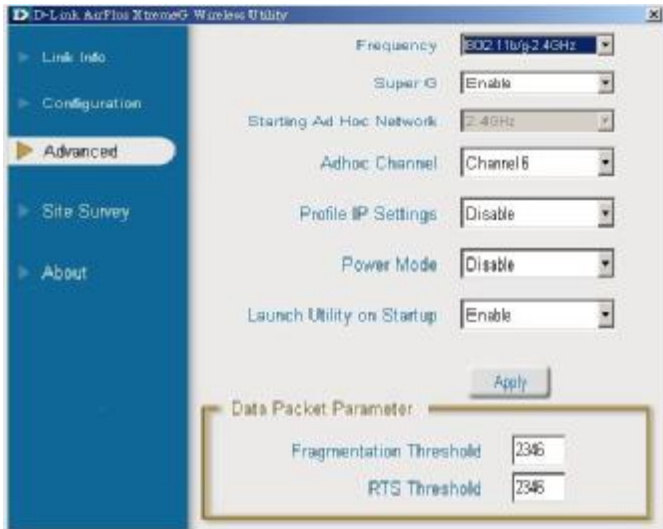 D-Link AirPlus XtremeG Wireless Utility
Link Info
Configuration
Advanced
Site Survey
About
Frequency 802.11b/g-2.4GHz
Super G Enable
Starting Ad Hoc Network 2.4GHz
Adhoc Channel Channel 6
Profile IP Settings Disable
Power Mode Disable
Launch Utility on Startup Enable
Apply
Data Packet Parameter
Fragmentation Threshold 2346
RTS Threshold 2346